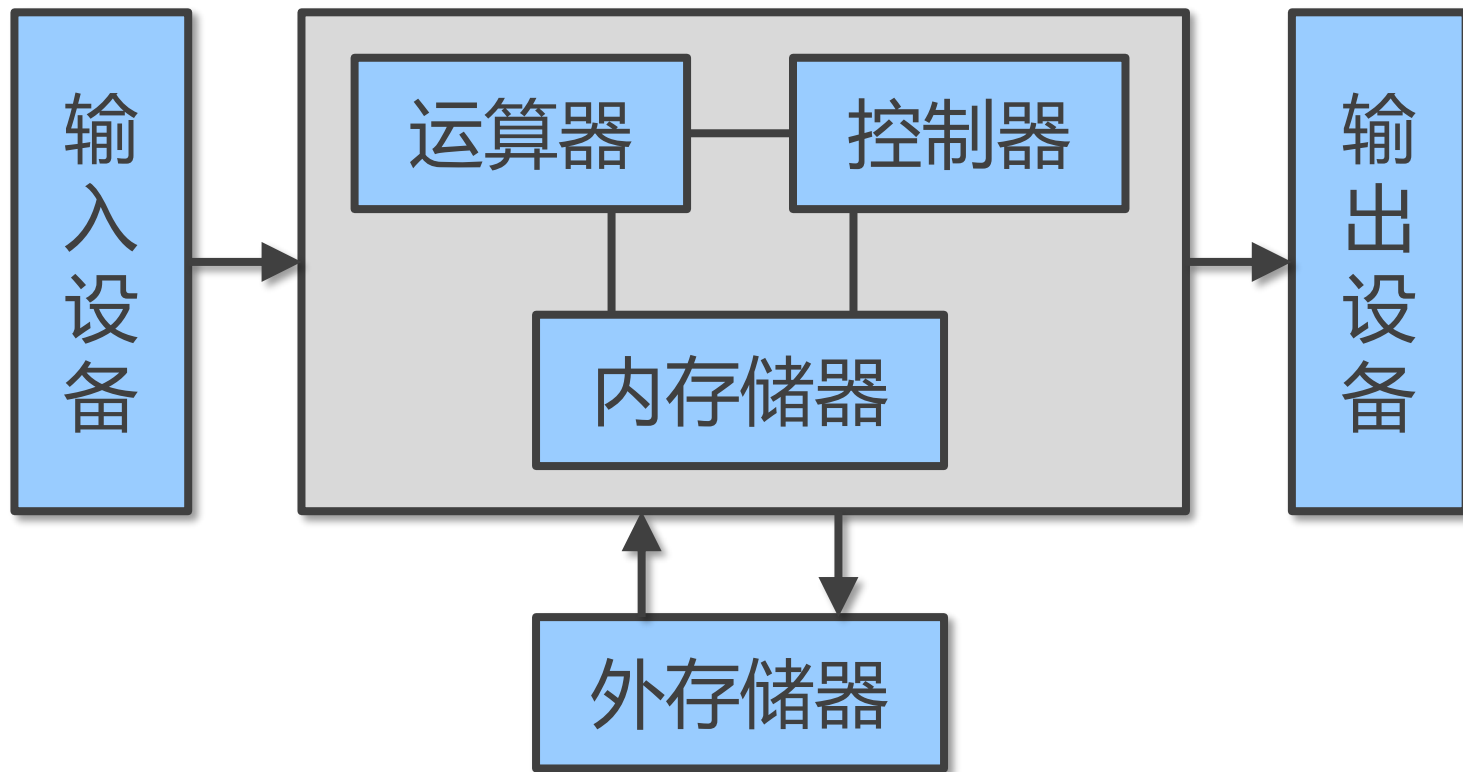 输入设备
运算器
控制器
内存储器
输出设备
外存储器